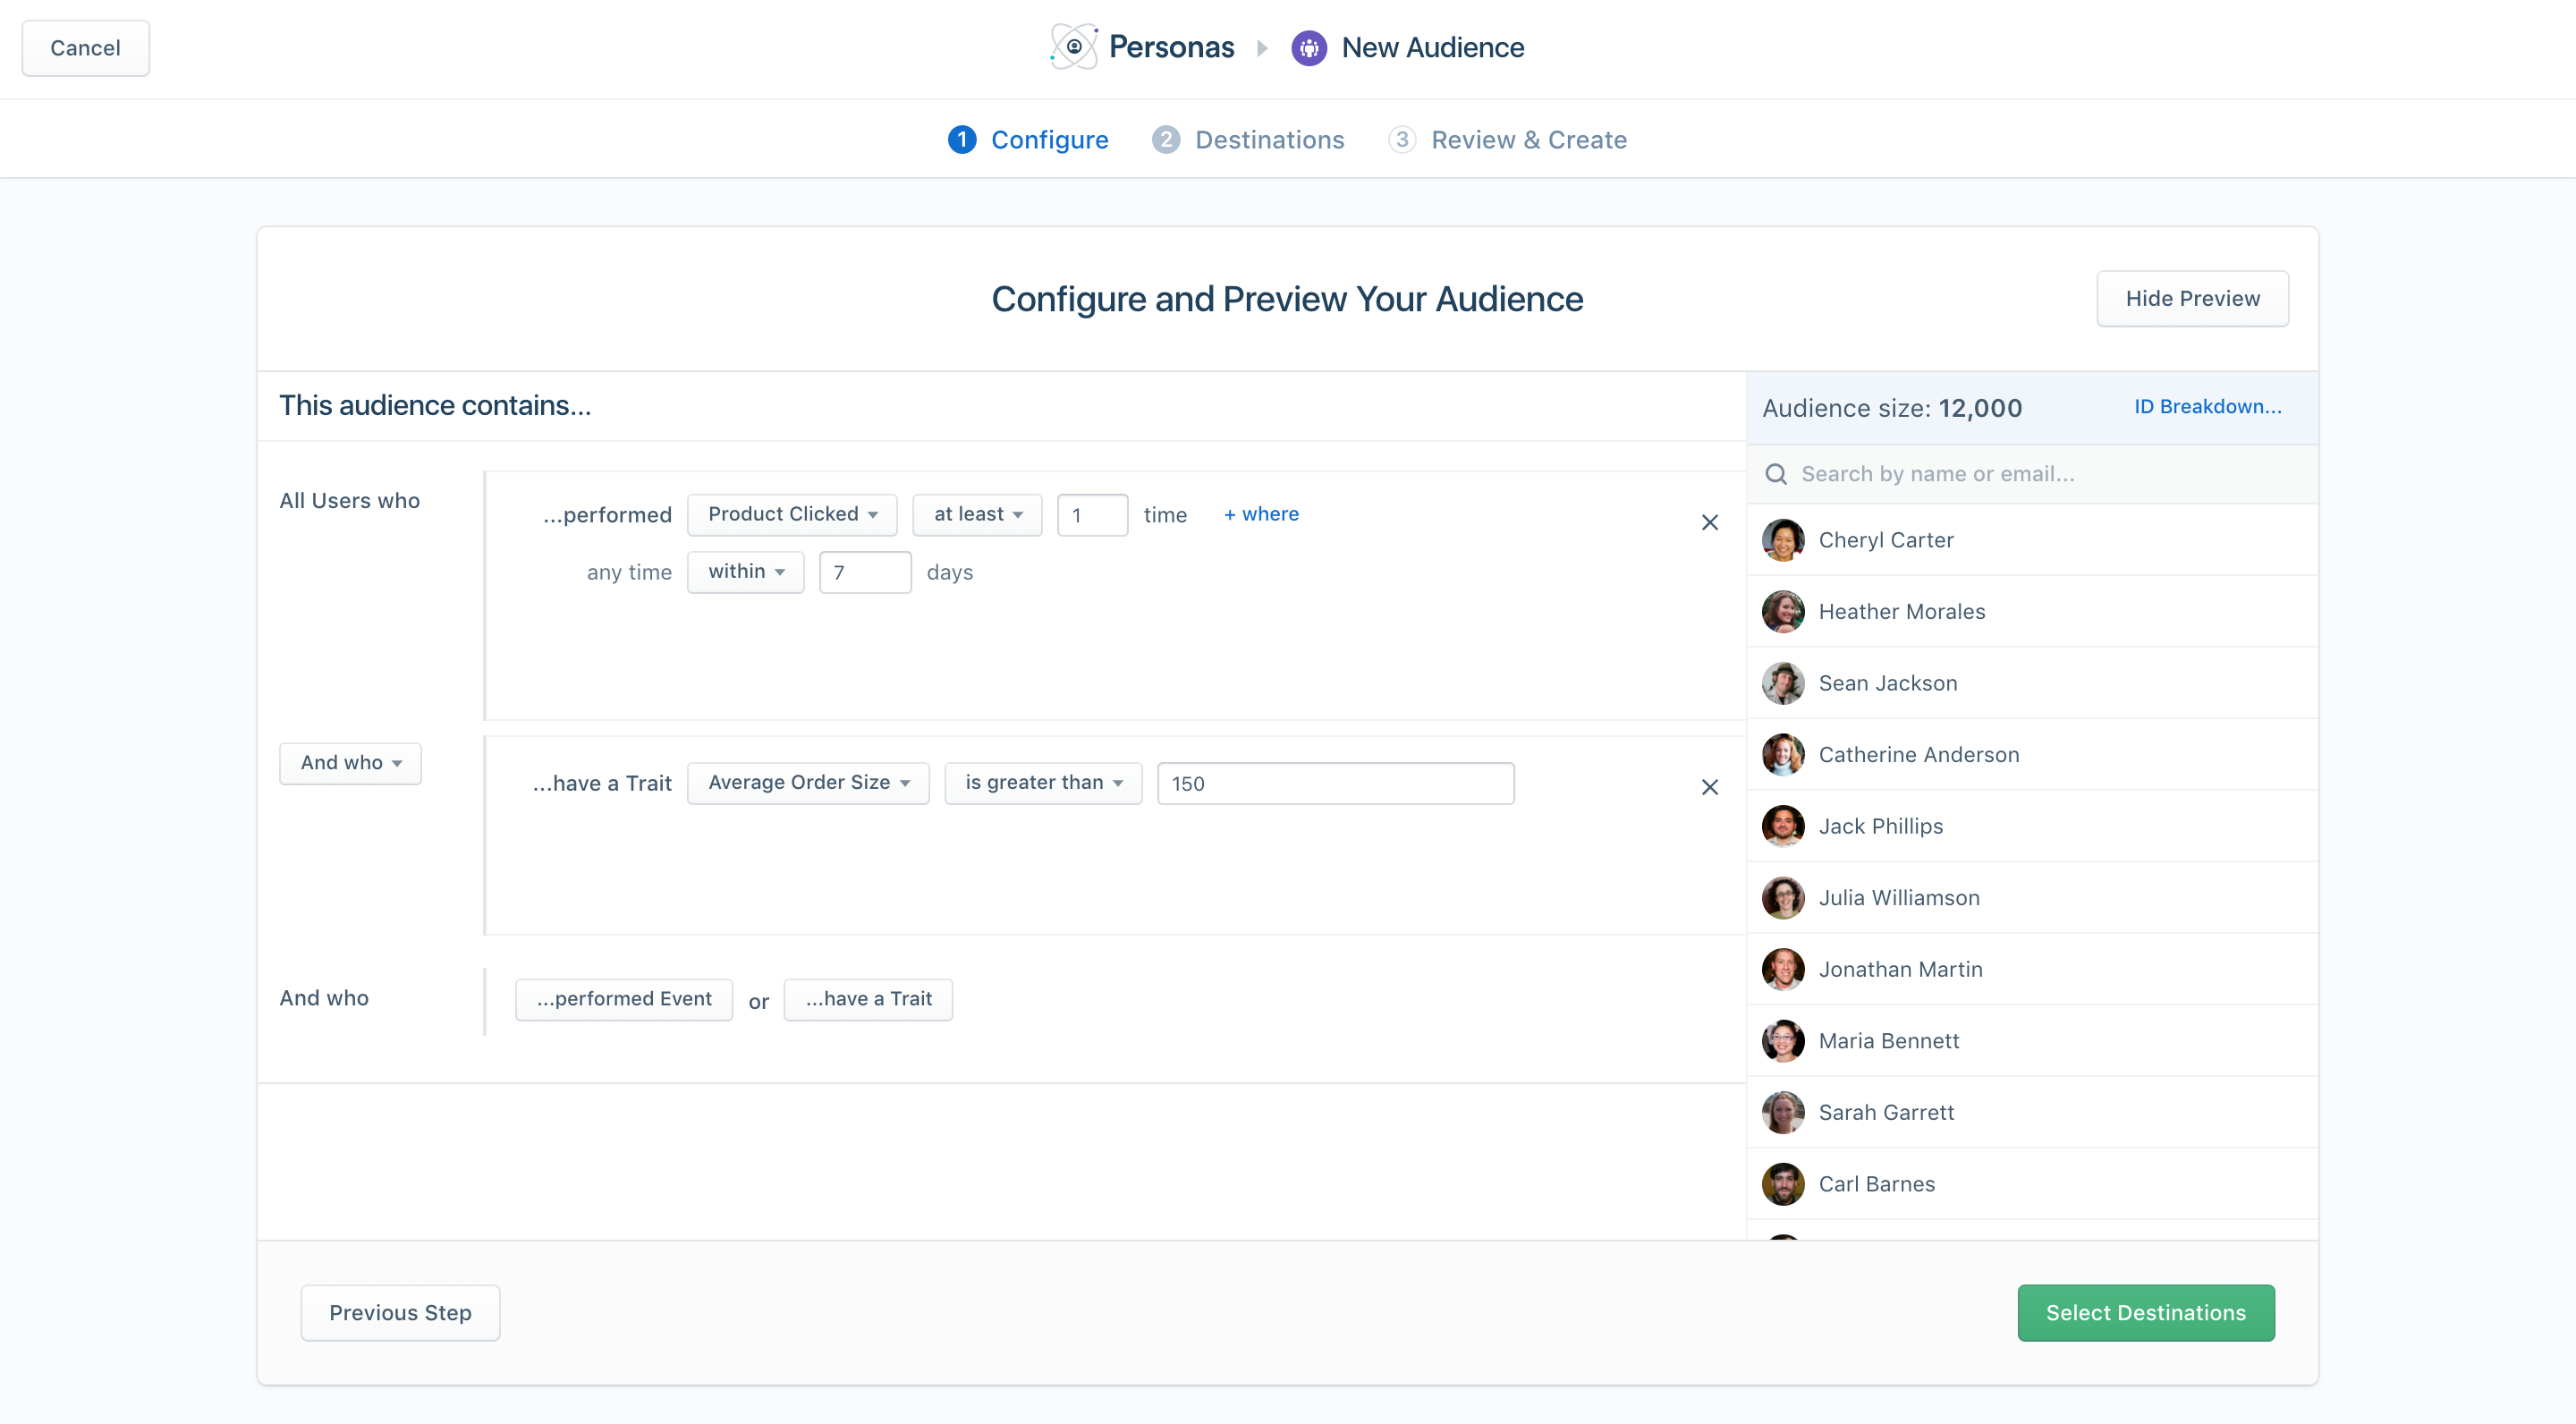 Cancel
Personas
New Audience
1 Configure
2 Destinations
3 Review & Create
Configure and Preview Your Audience
Hide Preview
This audience contains...
All Users who
...performed Product Clicked at least 1 time + where
any time within 7 days
And who
...have a Trait Average Order Size is greater than 150
And who
...performed Event or ...have a Trait
Audience size: 12,000
ID Breakdown...
Search by name or email...
Cheryl Carter
Heather Morales
Sean Jackson
Catherine Anderson
Jack Phillips
Julia Williamson
Jonathan Martin
Maria Bennett
Sarah Garrett
Carl Barnes
Previous Step
Select Destinations